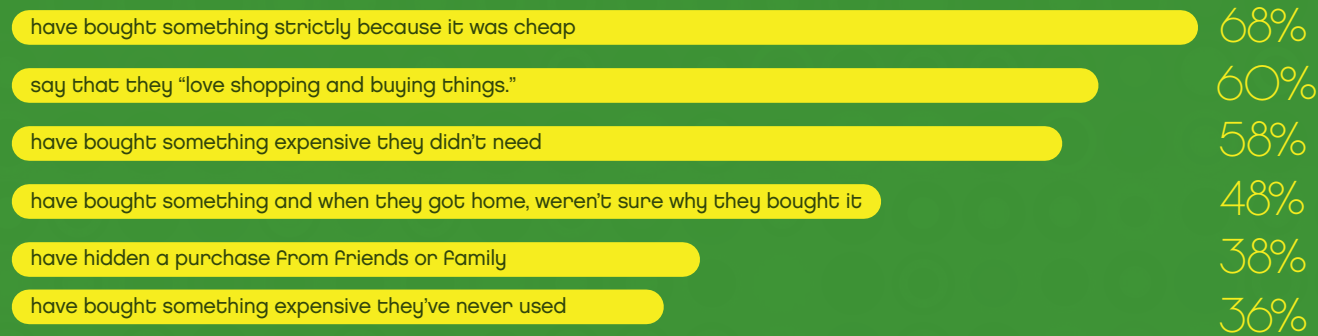 have bought something strictly because it was cheap 68%
say that they “love shopping and buying things.” 60%
have bought something expensive they didn’t need 58%
have bought something and when they got home, weren’t sure why they bought it 48%
have hidden a purchase from friends or family 38%
have bought something expensive they’ve never used 36%